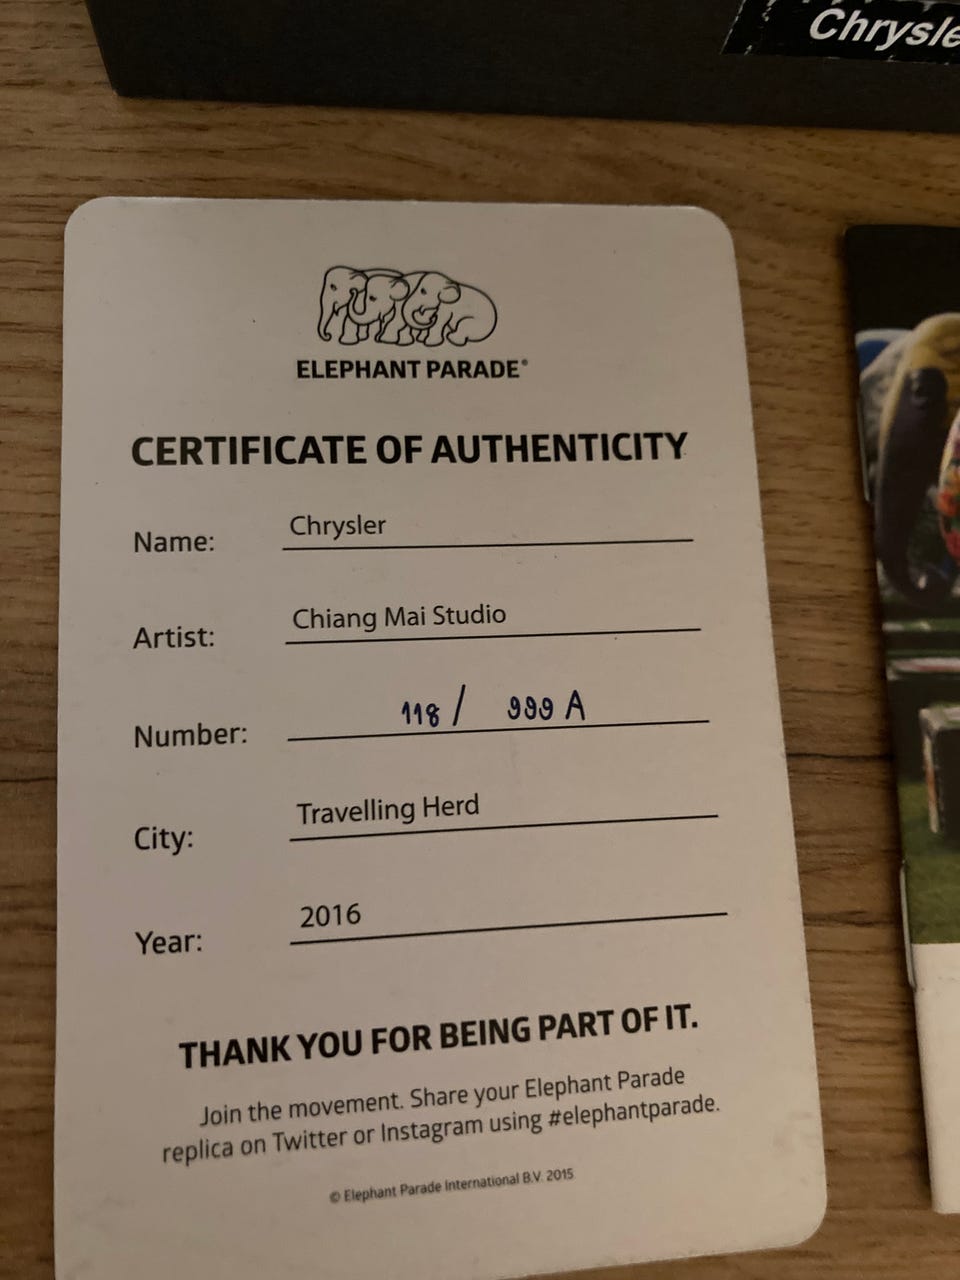 Chrysle
ELEPHANT PARADE®
CERTIFICATE OF AUTHENTICITY
Name: Chrysler
Artist: Chiang Mai Studio
Number: 118 / 999 A
City: Travelling Herd
Year: 2016
THANK YOU FOR BEING PART OF IT.
Join the movement. Share your Elephant Parade
replica on Twitter or Instagram using #elephantparade.
© Elephant Parade International B.V. 2015